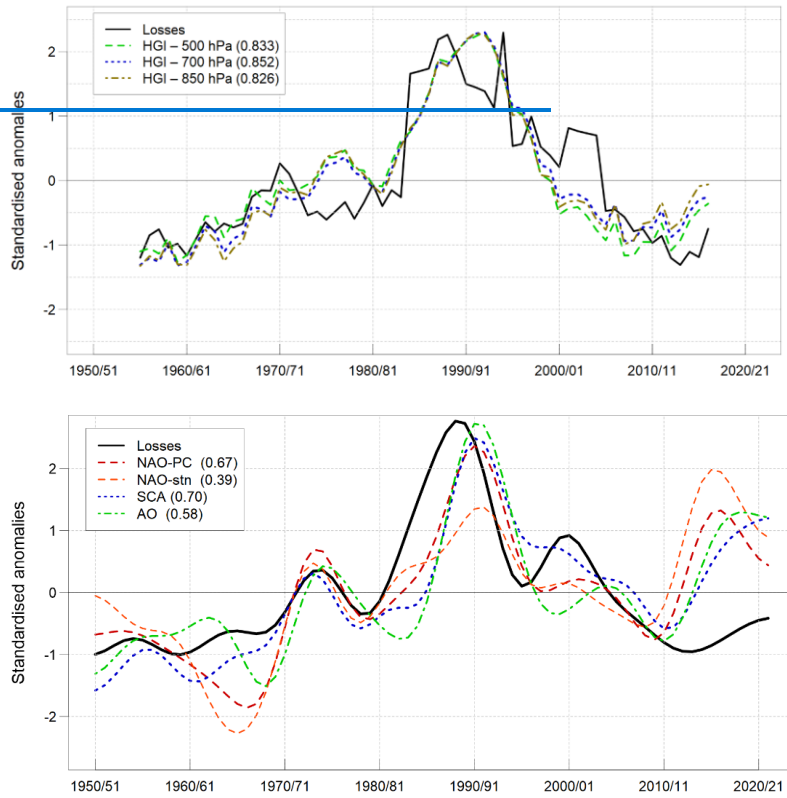 Losses
HGI – 500 hPa (0.833)
HGI – 700 hPa (0.852)
HGI – 850 hPa (0.826)
Standardised anomalies
2
1
0
-1
-2
1950/51 1960/61 1970/71 1980/81 1990/91 2000/01 2010/11 2020/21
Losses
NAO-PC (0.67)
NAO-stn (0.39)
SCA (0.70)
AO (0.58)
Standardised anomalies
2
1
0
-1
-2
1950/51 1960/61 1970/71 1980/81 1990/91 2000/01 2010/11 2020/21